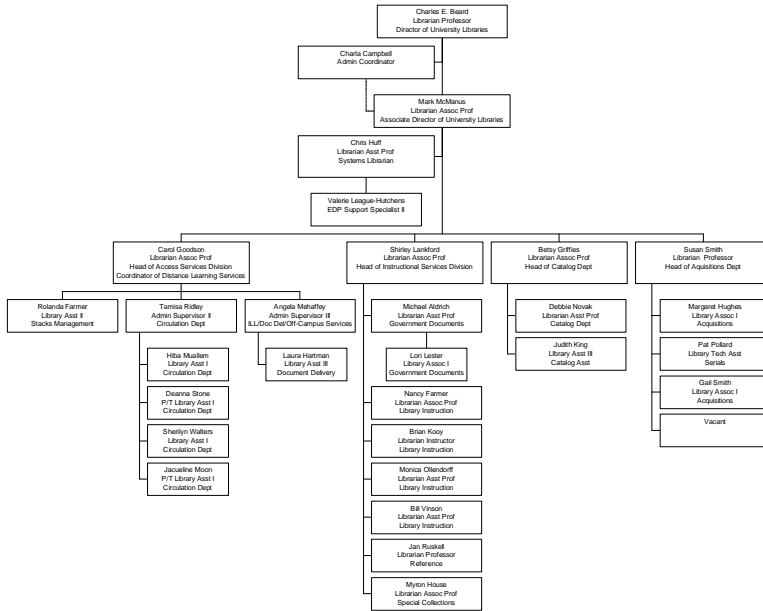 Charles E. Beard
Librarian Professor
Director of University Libraries
Charla Campbell
Admin Coordinator
Mark McManus
Librarian Assoc Prof
Associate Director of University Libraries
Chris Huff
Librarian Asst Prof
Systems Librarian
Valerie League-Hutchens
EDP Support Specialist II
Carol Goodson
Librarian Assoc Prof
Head of Access Services Division
Coordinator of Distance Learning Services
Shirley Lankford
Librarian Assoc Prof
Head of Instructional Services Division
Betsy Griffies
Librarian Assoc Prof
Head of Catalog Dept
Susan Smith
Librarian Professor
Head of Aquisitions Dept
Rolanda Farmer
Library Asst II
Stacks Management
Tamisa Ridley
Admin Supervisor II
Circulation Dept
Angela Mehaffey
Admin Supervisor III
ILL/Doc Del/Off-Campus Services
Hiba Muallem
Library Asst I
Circulation Dept
Deanna Stone
P/T Library Asst I
Circulation Dept
Sherilyn Walters
Library Asst I
Circulation Dept
Jacueline Moon
P/T Library Asst I
Circulation Dept
Laura Hartman
Library Asst III
Document Delivery
Michael Aldrich
Librarian Asst Prof
Government Documents
Lori Lester
Library Assoc I
Government Documents
Nancy Farmer
Librarian Assoc Prof
Library Instruction
Brian Kooy
Librarian Instructor
Library Instruction
Monica Ollendorff
Librarian Asst Prof
Library Instruction
Bill Vinson
Librarian Asst Prof
Library Instruction
Jan Ruskell
Librarian Professor
Reference
Myron House
Librarian Assoc Prof
Special Collections
Debbie Novak
Librarian Asst Prof
Catalog Dept
Judith King
Library Asst III
Catalog Asst
Margaret Hughes
Library Assoc I
Acquisitions
Pat Pollard
Library Tech Asst
Serials
Gail Smith
Library Assoc I
Acquisitions
Vacant